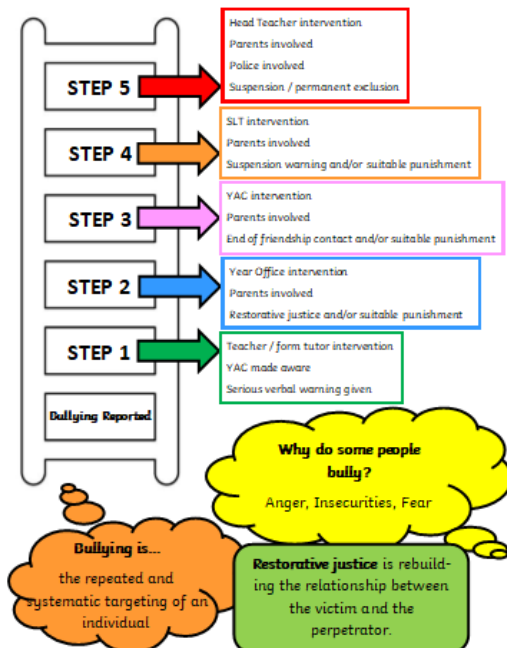 Head Teacher intervention
Parents involved
Police involved
Suspension / permanent exclusion
STEP 5
SLT intervention
Parents involved
Suspension warning and/or suitable punishment
STEP 4
YAC intervention
Parents involved
End of friendship contact and/or suitable punishment
STEP 3
Year Office intervention
Parents involved
Restorative justice and/or suitable punishment
STEP 2
Teacher / form tutor intervention
YAC made aware
Serious verbal warning given
STEP 1
Bullying Reported
Why do some people
bully?
Anger, Insecurities, Fear
Bullying is...
the repeated and
systematic targeting of an
individual
Restorative justice is rebuild-
ing the relationship between
the victim and the
perpetrator.